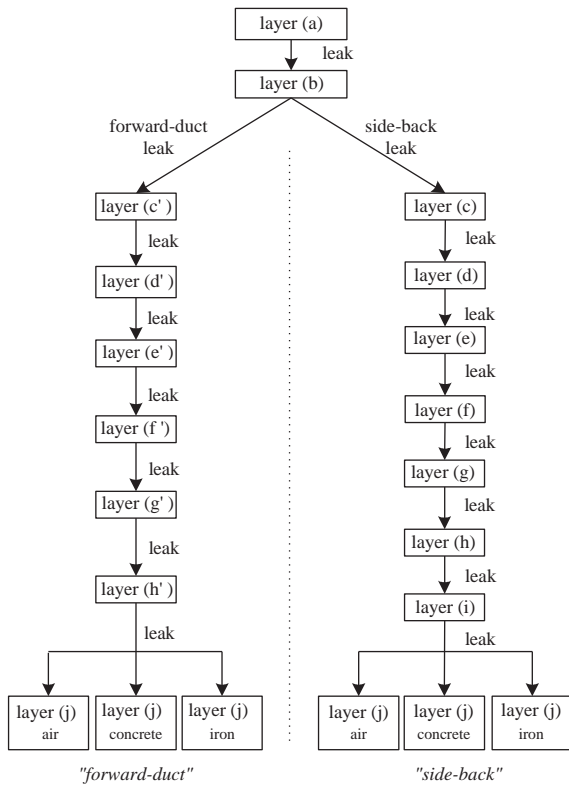 layer (a)
leak
layer (b)
forward-duct
leak
side-back
leak
layer (c' )
leak
layer (d' )
leak
layer (e' )
leak
layer (f ')
leak
layer (g' )
leak
layer (h' )
leak
layer (j)
air
layer (j)
concrete
layer (j)
iron
"forward-duct"
layer (c)
leak
layer (d)
leak
layer (e)
leak
layer (f)
leak
layer (g)
leak
layer (h)
leak
layer (i)
leak
layer (j)
air
layer (j)
concrete
layer (j)
iron
"side-back"